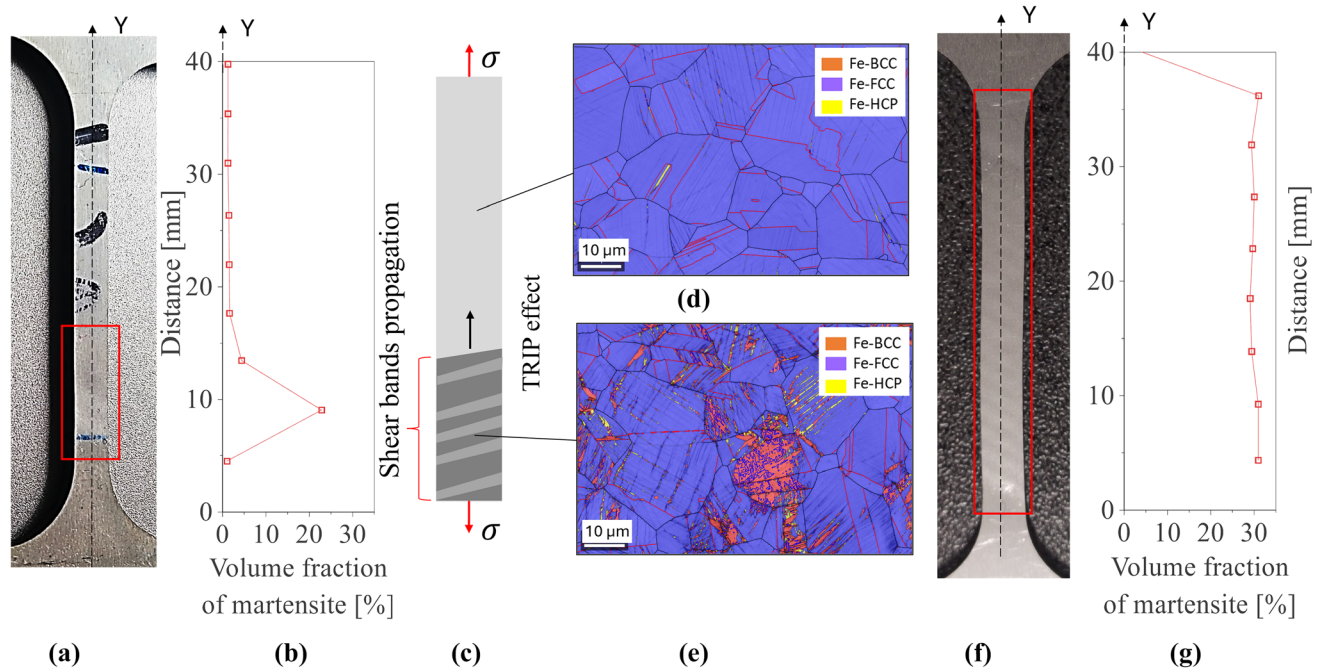 Y
40
30
20
10
0
0 10 20 30
Distance [mm]
Volume fraction
of martensite [%]
Y
σ
σ
Shear bands propagation
TRIP effect
Fe-BCC
Fe-FCC
Fe-HCP
10 µm
(d)
Fe-BCC
Fe-FCC
Fe-HCP
10 µm
Y
Y
40
30
20
10
0
0 10 20 30
Distance [mm]
Volume fraction
of martensite [%]
(a) (b) (c) (e) (f) (g)